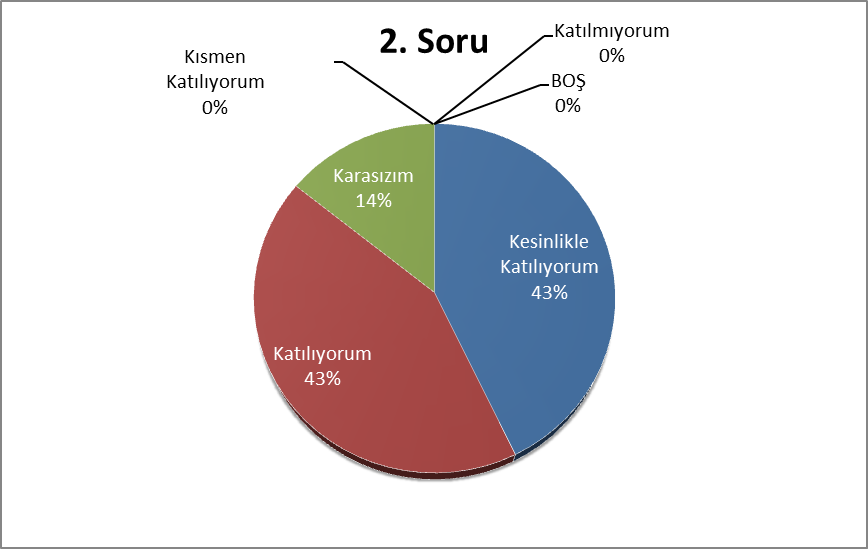 2. Soru
Kısmen
Katılıyorum
0%
Katılmıyorum
0%
BOŞ
0%
Karasızım
14%
Kesinlikle
Katılıyorum
43%
Katılıyorum
43%